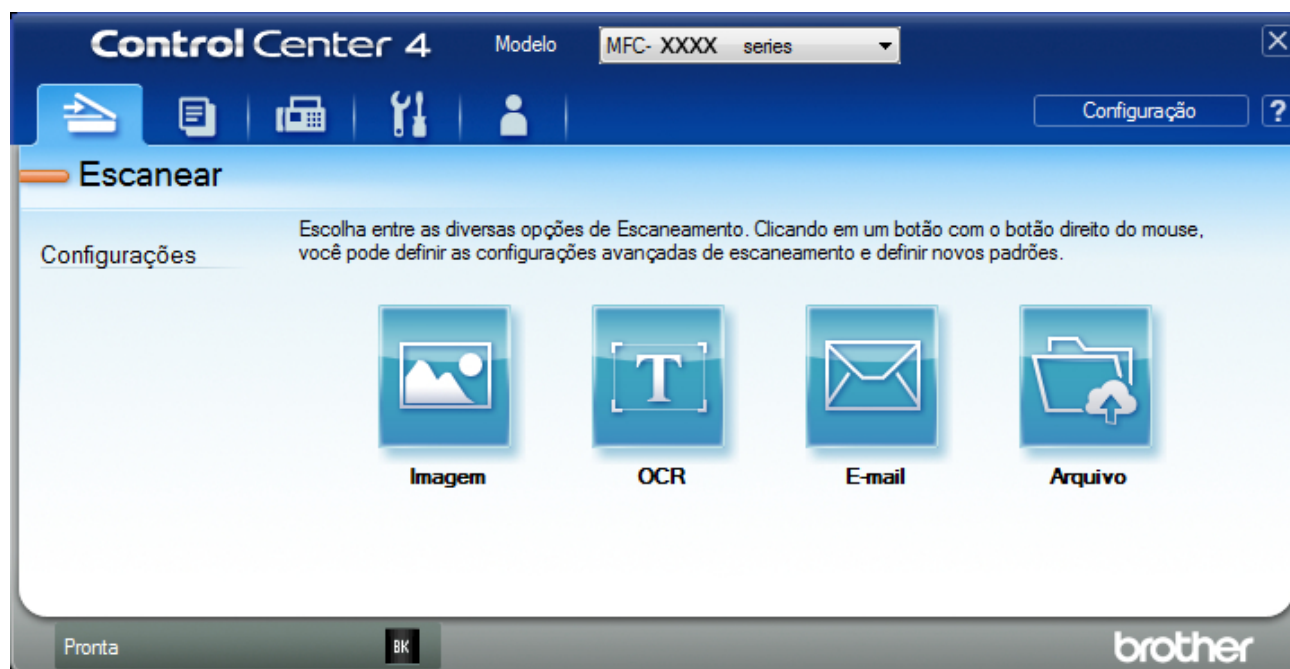 Control Center 4 Modelo MFC- XXXX series
Configuração ?
Escanear
Configurações
Escolha entre as diversas opções de Escaneamento. Clicando em um botão com o botão direito do mouse,
você pode definir as configurações avançadas de escaneamento e definir novos padrões.
T
Imagem OCR E-mail Arquivo
Pronta BK brother